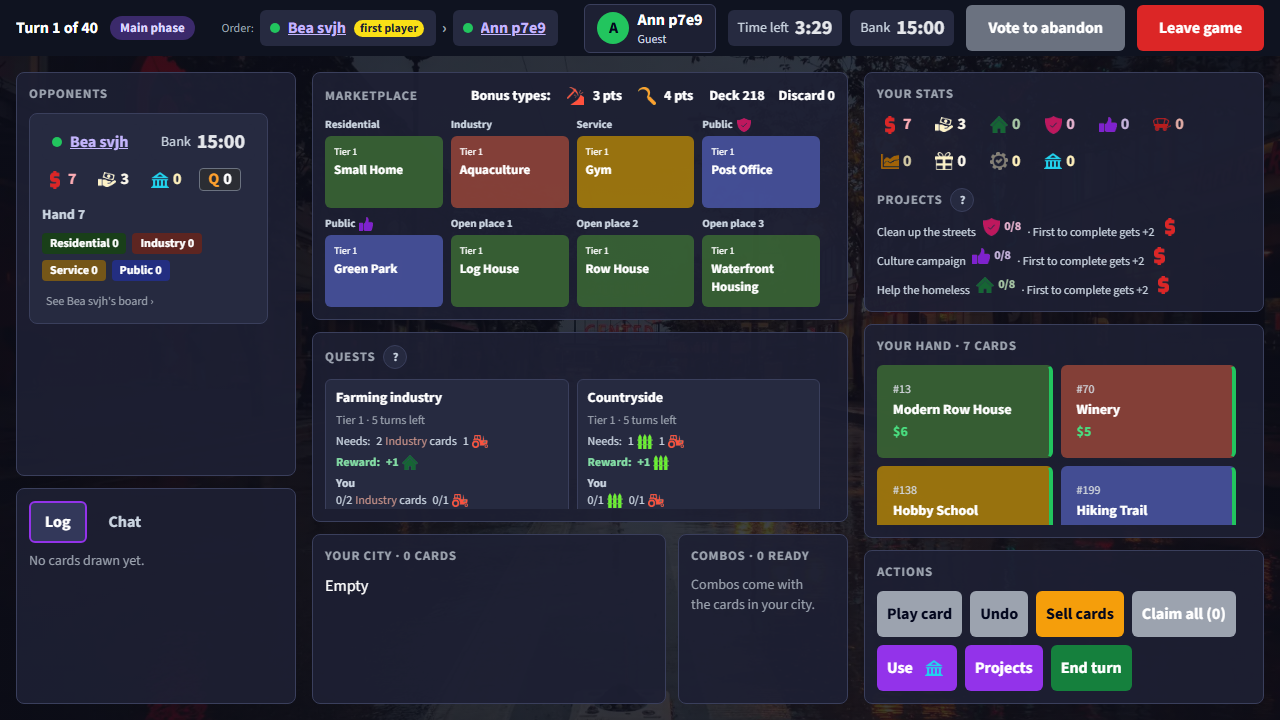 Turn 1 of 40
Main phase
Order:
Bea svjh
first player
›
Ann p7e9
A
Ann p7e9
Guest
Time left 3:29
Bank 15:00
Vote to abandon
Leave game
OPPONENTS
Bea svjh
Bank 15:00
7
3
0
Q 0
Hand 7
Residential 0
Industry 0
Service 0
Public 0
See Bea svjh's board ›
Log
Chat
No cards drawn yet.
MARKETPLACE
Bonus types:
3 pts
4 pts
Deck 218
Discard 0
Residential
Industry
Service
Public
Tier 1
Small Home
Tier 1
Aquaculture
Tier 1
Gym
Tier 1
Post Office
Public
Open place 1
Open place 2
Open place 3
Tier 1
Green Park
Tier 1
Log House
Tier 1
Row House
Tier 1
Waterfront
Housing
QUESTS
?
Farming industry
Tier 1 · 5 turns left
Needs: 2 Industry cards 1
Reward: +1
You
0/2 Industry cards 0/1
Countryside
Tier 1 · 5 turns left
Needs: 1 1
Reward: +1
You
0/1 0/1
YOUR CITY · 0 CARDS
Empty
COMBOS · 0 READY
Combos come with
the cards in your city.
YOUR STATS
7
3
0
0
0
0
0
0
0
0
PROJECTS
?
Clean up the streets 0/8 · First to complete gets +2
Culture campaign 0/8 · First to complete gets +2
Help the homeless 0/8 · First to complete gets +2
YOUR HAND · 7 CARDS
#13
Modern Row House
$6
#70
Winery
$5
#138
Hobby School
#199
Hiking Trail
ACTIONS
Play card
Undo
Sell cards
Claim all (0)
Use
Projects
End turn